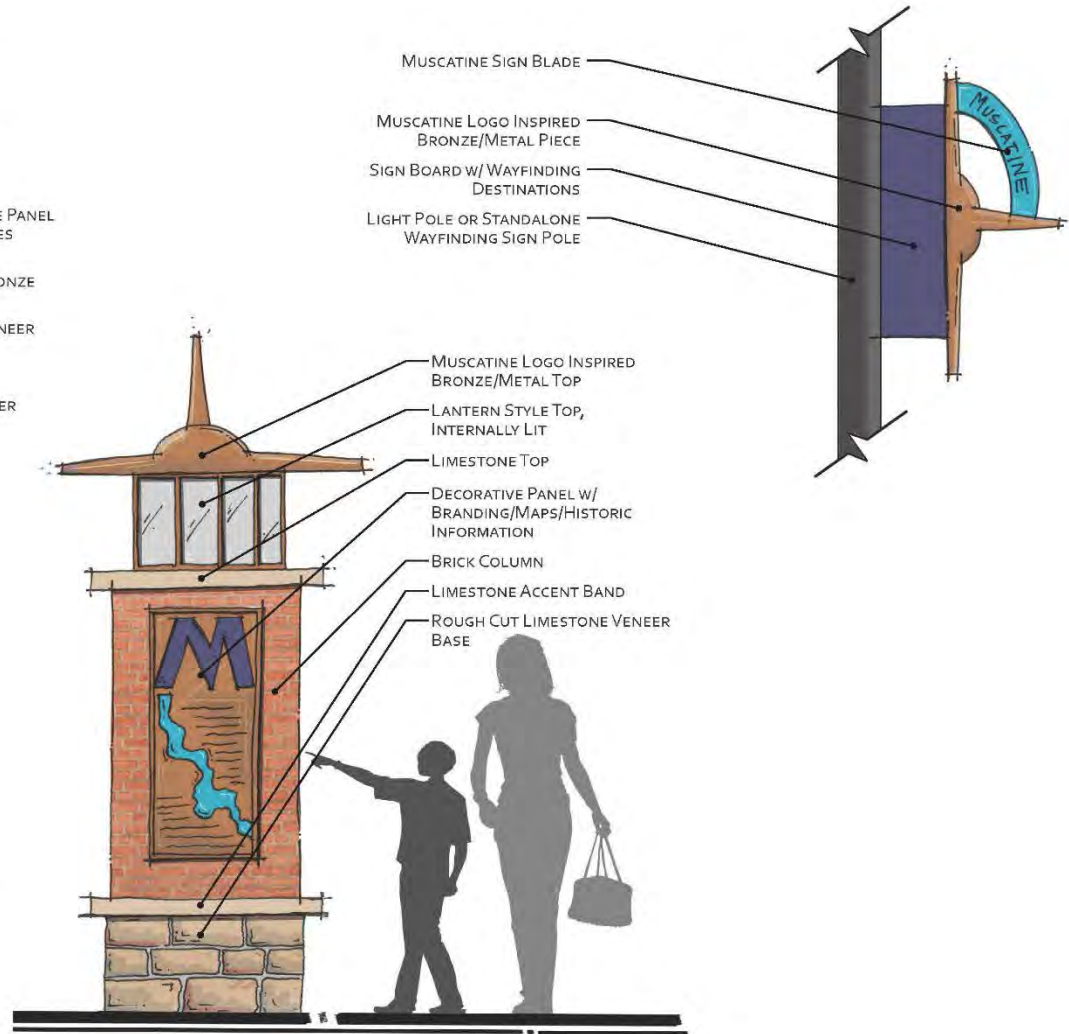 MUSCATINE SIGN BLADE
MUSCATINE LOGO INSPIRED
BRONZE/METAL PIECE
SIGN BOARD W/ WAYFINDING
DESTINATIONS
LIGHT POLE OR STANDALONE
WAYFINDING SIGN POLE
MUSCATINE
PANEL
MUSCATINE LOGO INSPIRED
BRONZE/METAL TOP
LANTERN STYLE TOP,
INTERNALLY LIT
LIMESTONE TOP
DECORATIVE PANEL W/
BRANDING/MAPS/HISTORIC
INFORMATION
BRICK COLUMN
LIMESTONE ACCENT BAND
ROUGH CUT LIMESTONE VENEER
BASE
M